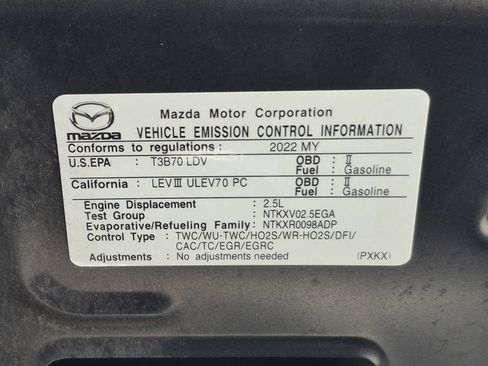 Mazda Motor Corporation
mazda VEHICLE EMISSION CONTROL INFORMATION
Conforms to regulations : 2022 MY
U.S.EPA : T3B70 LDV OBD : II
Fuel : Gasoline
California : LEVIII ULEV70 PC OBD : II
Fuel : Gasoline
Engine Displacement : 2.5L
Test Group : NTKXV02.5EGA
Evaporative/Refueling Family : NTKXR0098ADP
Control Type : TWC/WU-TWC/HO2S/WR-HO2S/DFI/
CAC/TC/EGR/EGRC
Adjustments : No adjustments needed (PXKX)